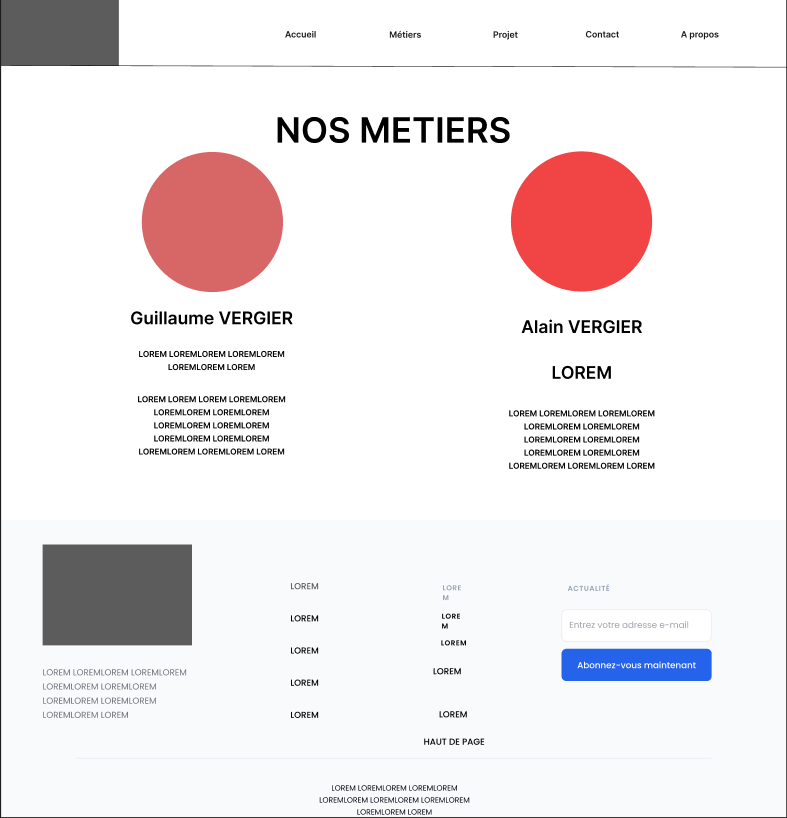 Accueil
Métiers
Projet
Contact
A propos
NOS METIERS
Guillaume VERGIER
LOREM LOREMLOREM LOREMLOREM
LOREMLOREM LOREM
LOREM LOREM LOREM LOREMLOREM
LOREMLOREM LOREMLOREM
LOREMLOREM LOREMLOREM
LOREMLOREM LOREMLOREM
LOREMLOREM LOREMLOREM LOREM
Alain VERGIER
LOREM
LOREM LOREMLOREM LOREMLOREM
LOREMLOREM LOREMLOREM
LOREMLOREM LOREMLOREM
LOREMLOREM LOREMLOREM
LOREMLOREM LOREMLOREM LOREM
LOREM LOREMLOREM LOREMLOREM
LOREMLOREM LOREMLOREM
LOREMLOREM LOREMLOREM
LOREMLOREM LOREM
LOREM
LOREM
LOREM
LOREM
LOREM
LORE
M
LORE
M
LOREM
LOREM
LOREM
HAUT DE PAGE
ACTUALITÉ
Entrez votre adresse e-mail
Abonnez-vous maintenant
LOREM LOREMLOREM LOREMLOREM
LOREMLOREM LOREMLOREM LOREMLOREM
LOREMLOREM LOREM